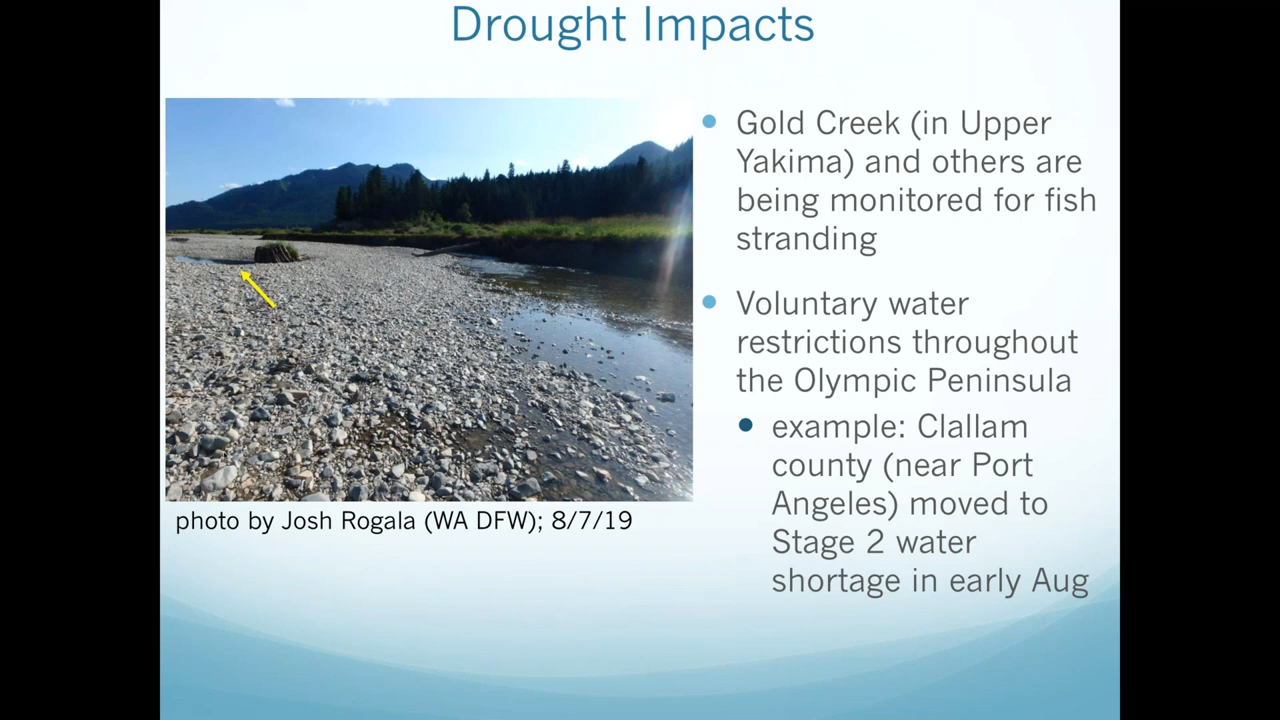 Drought Impacts
Gold Creek (in Upper
Yakima) and others are
being monitored for fish
stranding
Voluntary water
restrictions throughout
the Olympic Peninsula
example: Clallam
county (near Port
Angeles) moved to
Stage 2 water
shortage in early Aug
photo by Josh Rogala (WA DFW); 8/7/19